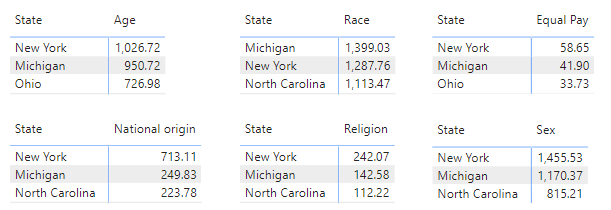 State Age
New York 1,026.72
Michigan 950.72
Ohio 726.98
State Race
Michigan 1,399.03
New York 1,287.76
North Carolina 1,113.47
State Equal Pay
New York 58.65
Michigan 41.90
Ohio 33.73
State National origin
New York 713.11
Michigan 249.83
North Carolina 223.78
State Religion
New York 242.07
Michigan 142.58
North Carolina 112.22
State Sex
New York 1,455.53
Michigan 1,170.37
North Carolina 815.21